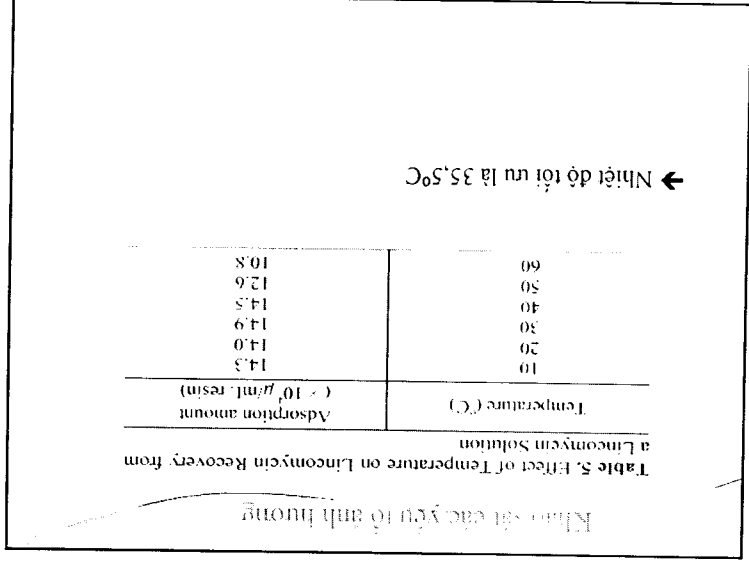 Khảo sát các yếu tố ảnh hưởng
Table 5. Effect of Temperature on Lincomycin Recovery from
a Lincomycin Solution
Temperature (°C) Adsorption amount
( × 10⁴ μ/mL resin)
10 14.3
20 14.0
30 14.9
40 14.5
50 12.6
60 10.8
→ Nhiệt độ tối ưu là 35,5⁰C